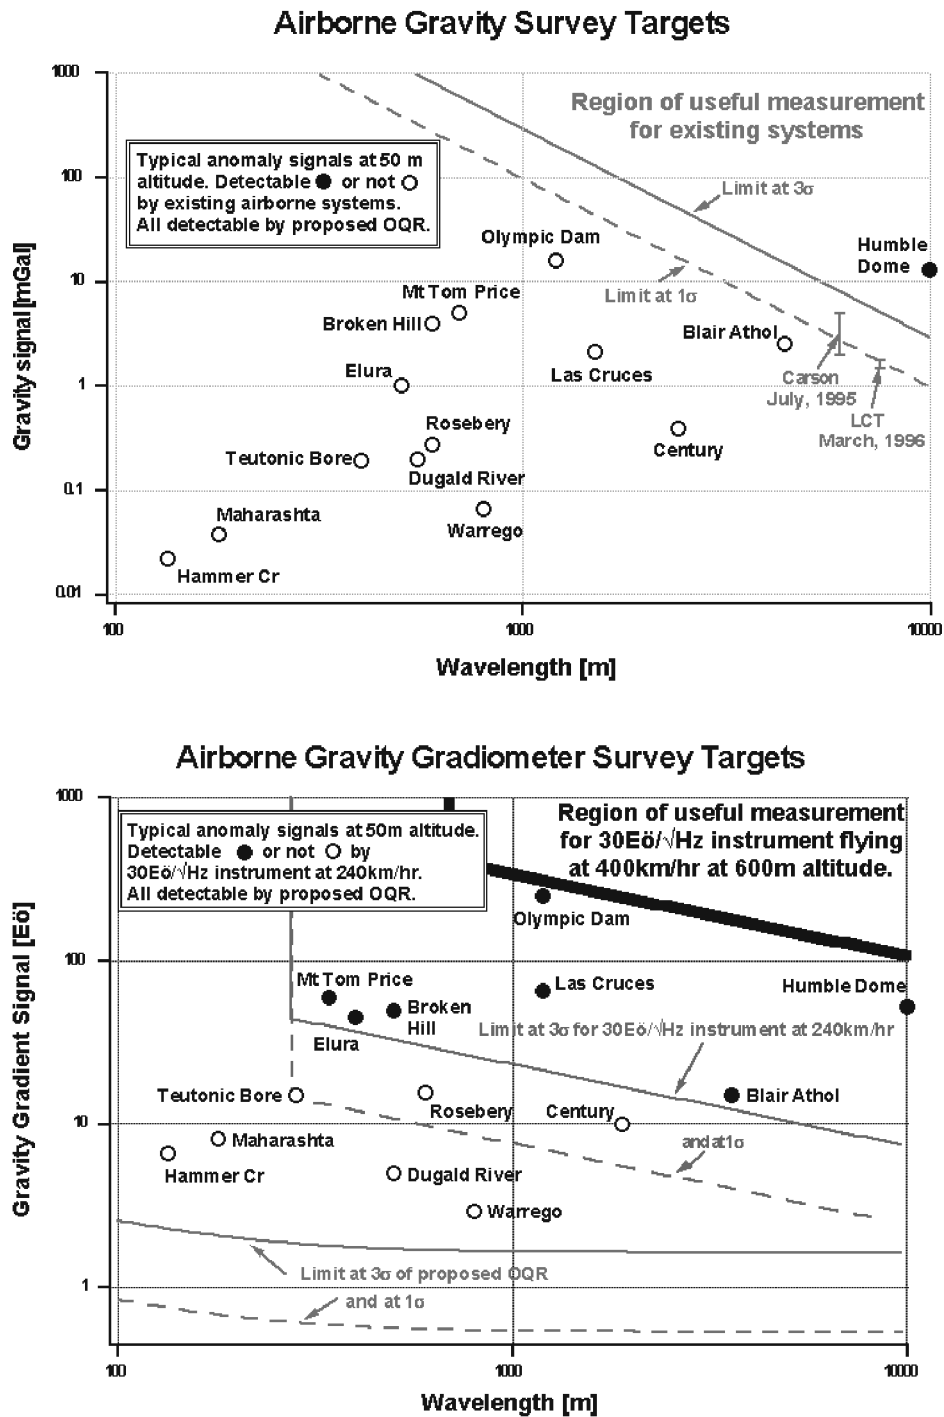 Airborne Gravity Survey Targets
1000
Region of useful measurement
for existing systems
Typical anomaly signals at 50 m
altitude. Detectable ● or not ○
by existing airborne systems.
All detectable by proposed OQR.
100
Limit at 3σ
Olympic Dam
Humble
Dome
10
Limit at 1σ
Mt Tom Price
Broken Hill
Blair Athol
Elura
Las Cruces
1
Carson
July, 1995
LCT
March, 1996
Rosebery
Century
Teutonic Bore
Dugald River
0.1
Maharashta
Warrego
Hammer Cr
0.01
Gravity signal [mGal]
100
1000
10000
Wavelength [m]
Airborne Gravity Gradiometer Survey Targets
1000
Region of useful measurement
for 30Eö/√Hz instrument flying
at 400km/hr at 600m altitude.
Typical anomaly signals at 50m altitude.
Detectable ● or not ○ by
30Eö/√Hz instrument at 240km/hr.
All detectable by proposed OQR.
Olympic Dam
100
Mt Tom Price
Las Cruces
Humble Dome
Broken
Hill
Elura
Limit at 3σ for 30Eö/√Hz instrument at 240km/hr
Teutonic Bore
Rosebery
Century
Blair Athol
10
Maharashta
and at 1σ
Hammer Cr
Dugald River
Warrego
Limit at 3σ of proposed OQR
1
and at 1σ
Gravity Gradient Signal [Eö]
100
1000
10000
Wavelength [m]